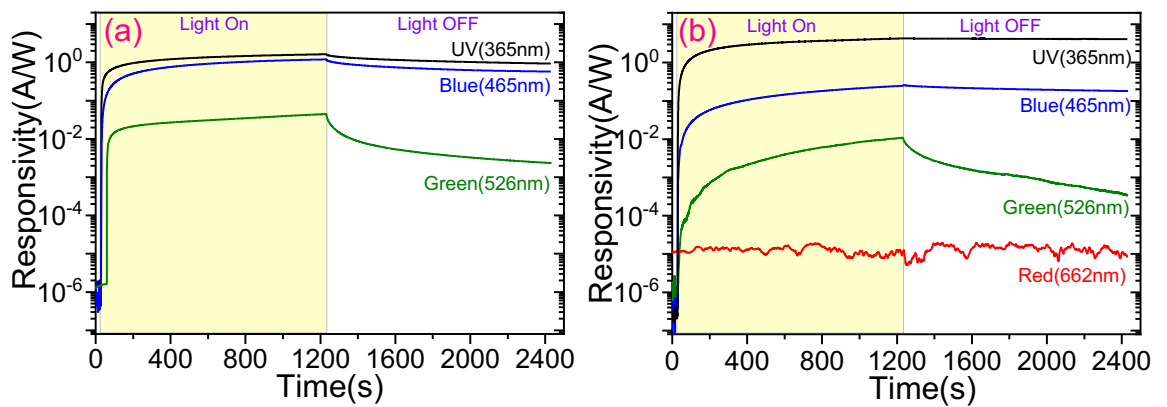 (a)
Light On
Light OFF
UV(365nm)
Blue(465nm)
Green(526nm)
Responsivity(A/W)
10^0
10^-2
10^-4
10^-6
0 400 800 1200 1600 2000 2400
Time(s)
(b)
Light On
Light OFF
UV(365nm)
Blue(465nm)
Green(526nm)
Red(662nm)
Responsivity(A/W)
10^0
10^-2
10^-4
10^-6
0 400 800 1200 1600 2000 2400
Time(s)